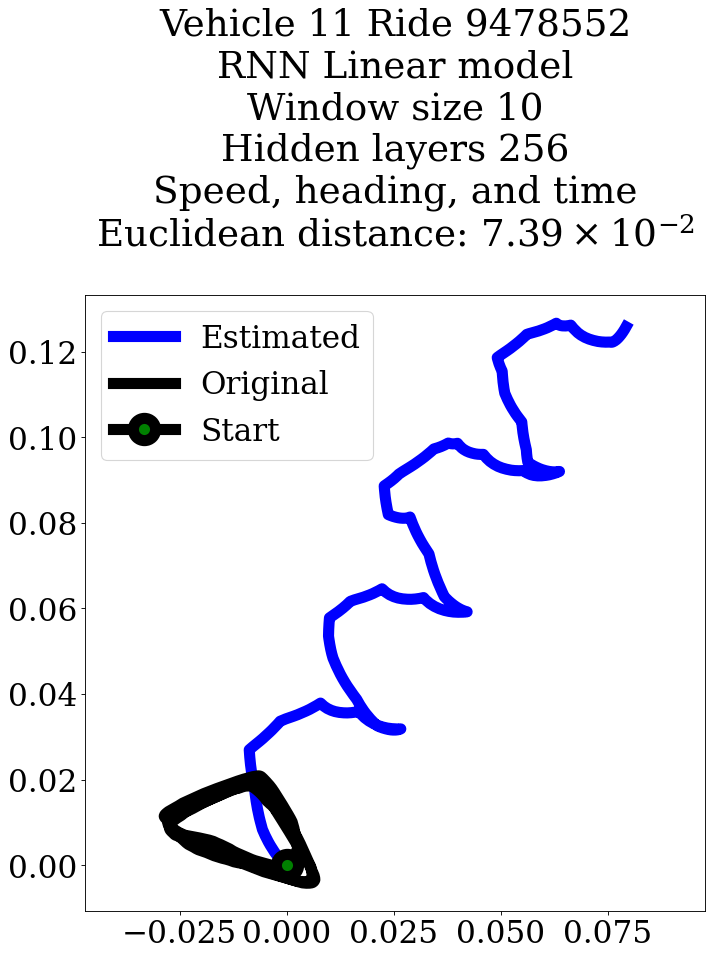 Vehicle 11 Ride 9478552
RNN Linear model
Window size 10
Hidden layers 256
Speed, heading, and time
Euclidean distance: 7.39 × 10⁻²
Estimated
Original
Start
0.12
0.10
0.08
0.06
0.04
0.02
0.00
−0.025 0.000 0.025 0.050 0.075